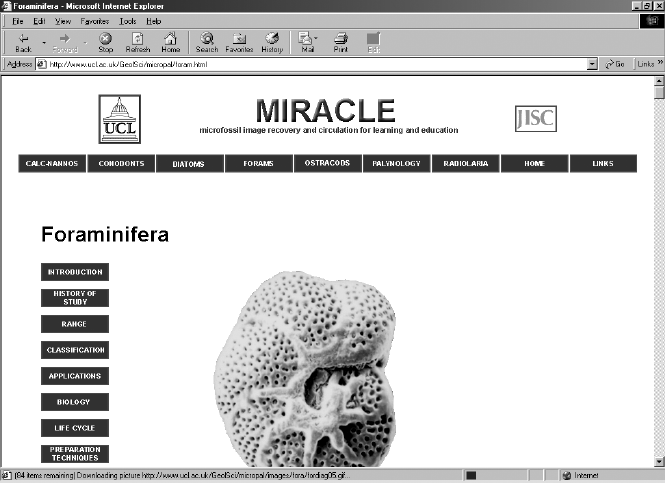 Foraminifera - Microsoft Internet Explorer
File Edit View Favorites Tools Help
Back Forward Stop Refresh Home Search Favorites History Mail Print Edit
Address http://www.ucl.ac.uk/GeolSci/micropal/foram.html Go Links »
UCL
MIRACLE
microfossil image recovery and circulation for learning and education
JISC
CALC-NANNOS CONODONTS DIATOMS FORAMS OSTRACODS PALYNOLOGY RADIOLARIA HOME LINKS
Foraminifera
INTRODUCTION
HISTORY OF
STUDY
RANGE
CLASSIFICATION
APPLICATIONS
BIOLOGY
LIFE CYCLE
PREPARATION
TECHNIQUES
(84 items remaining) Downloading picture http://www.ucl.ac.uk/GeolSci/micropal/images/fora/fordiag05.gif... Internet